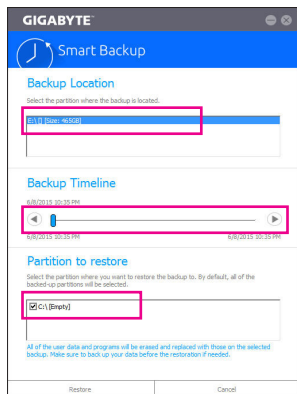 GIGABYTE™
Smart Backup
Backup Location
Select the partition where the backup is located.
E:\ [] [Size: 465GB]
Backup Timeline
6/8/2015 10:35 PM
6/8/2015 10:35 PM 6/8/2015 10:35 PM
Partition to restore
Select the partition where you want to restore the backup to. By default, all of the
backed-up partitions will be selected.
C:\ [Empty]
All of the user data and programs will be erased and replaced with those on the selected
backup. Make sure to back up your data before the restoration if needed.
Restore Cancel